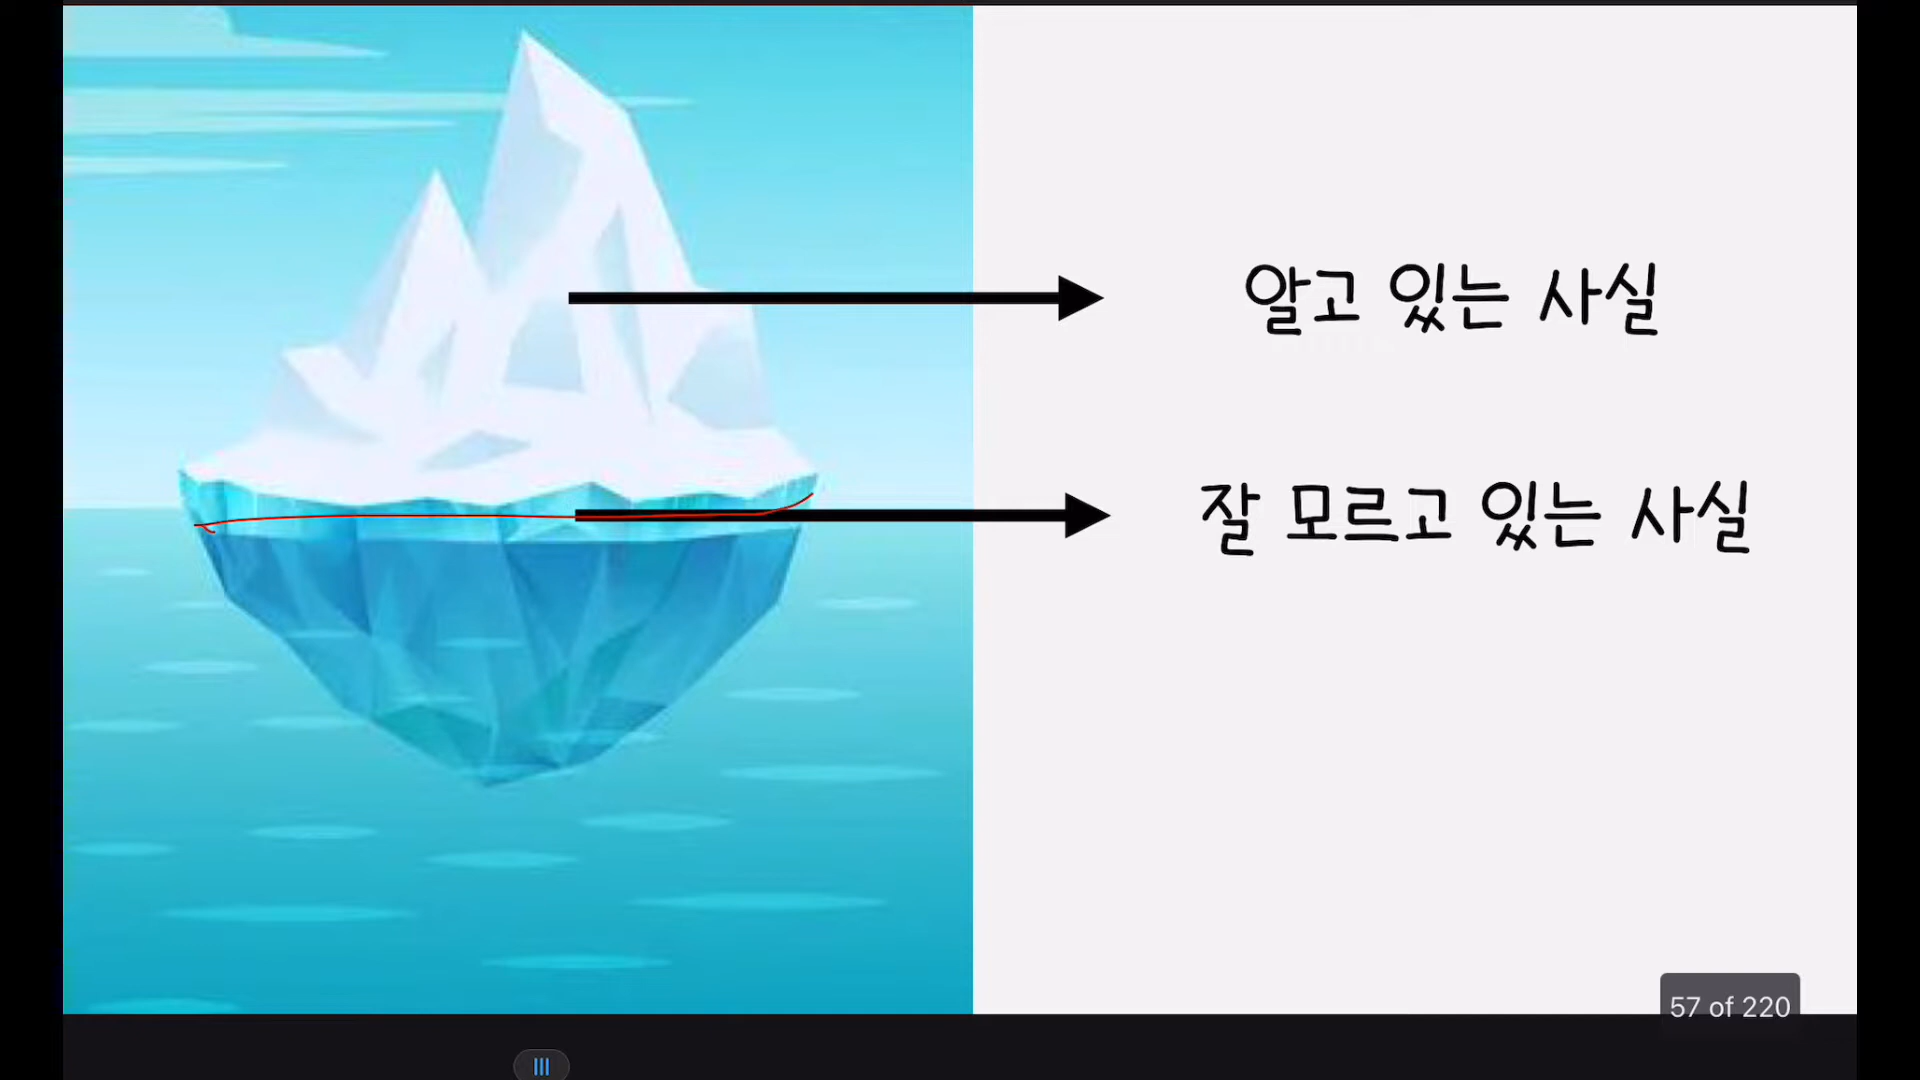 알고 있는 사실
잘 모르고 있는 사실
57 of 220